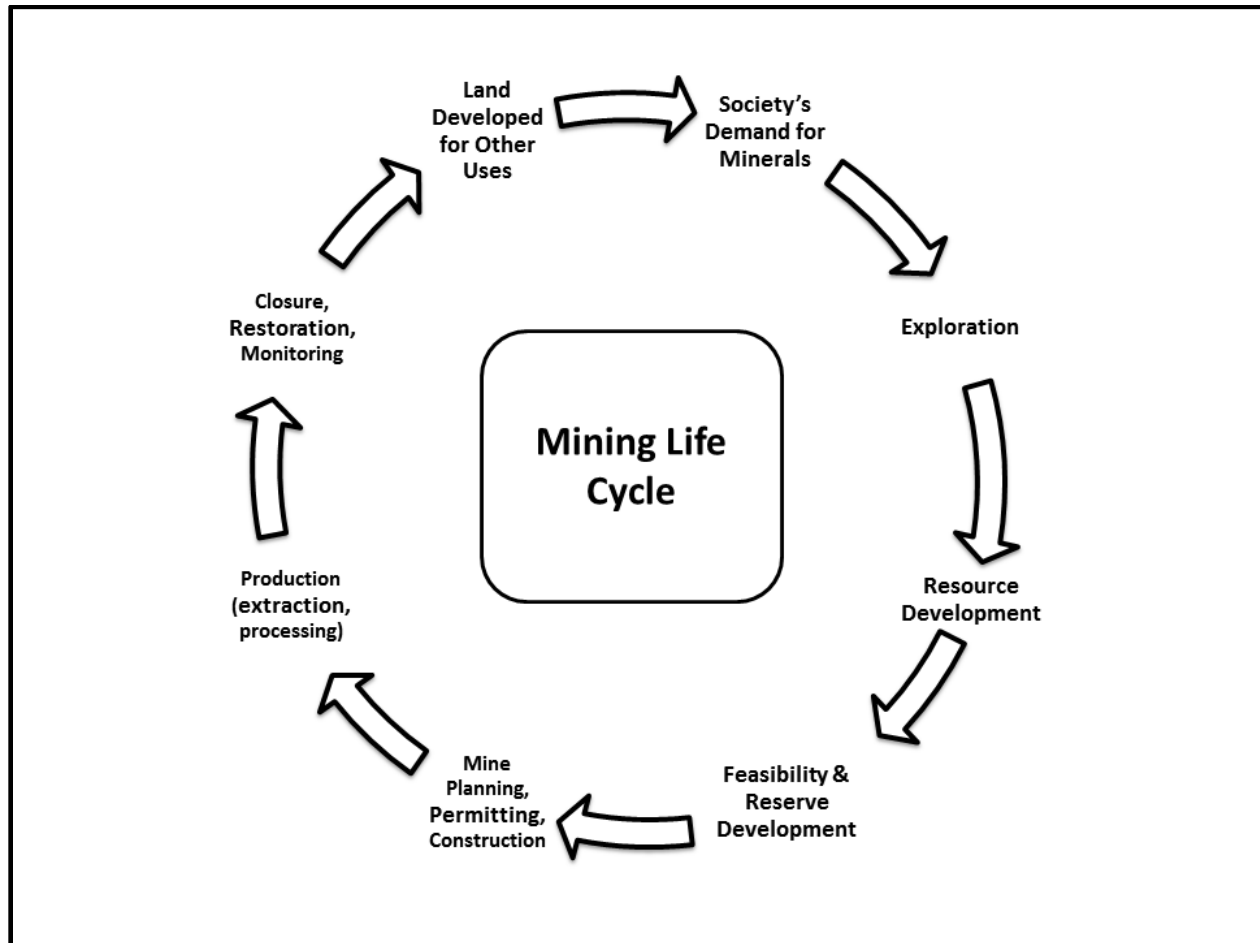 Land
Developed
for Other
Uses
Society’s
Demand for
Minerals
Exploration
Resource
Development
Feasibility &
Reserve
Development
Mine
Planning,
Permitting,
Construction
Production
(extraction,
processing)
Closure,
Restoration,
Monitoring
Mining Life
Cycle